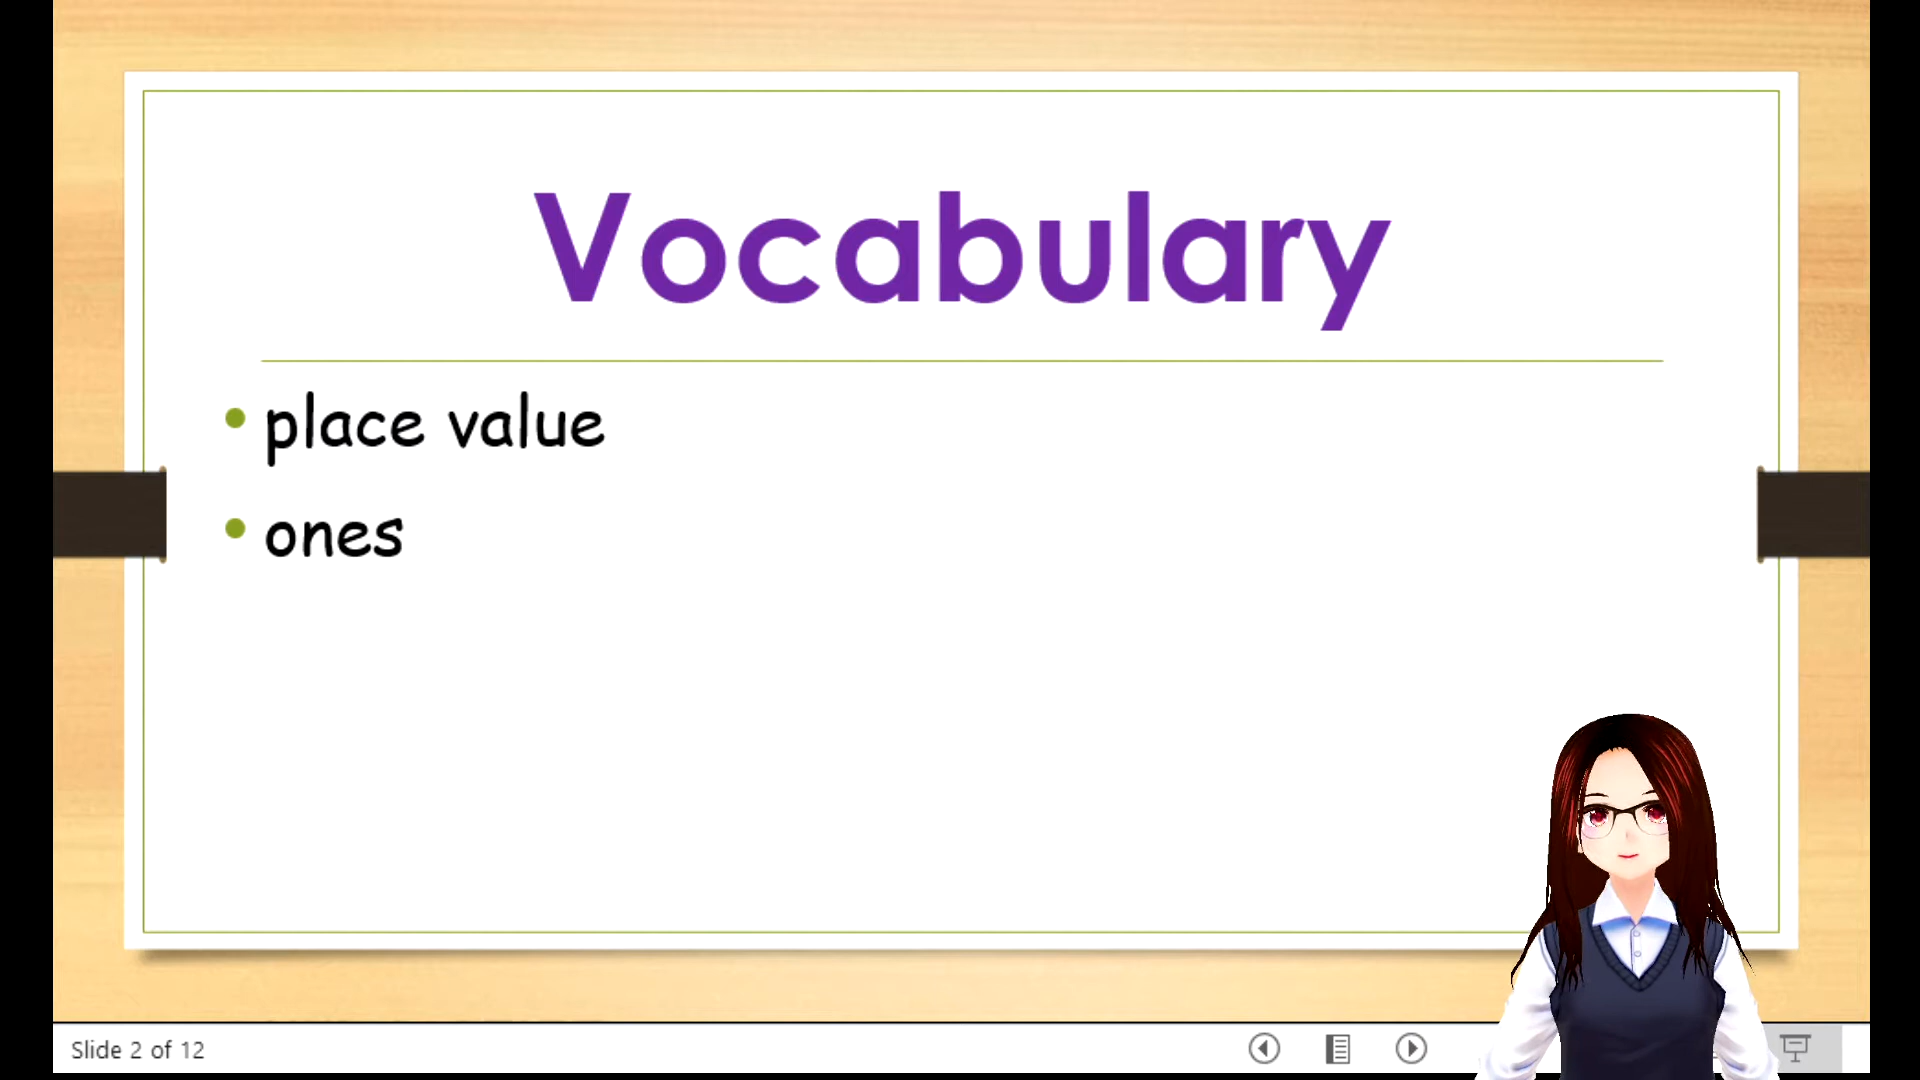 Vocabulary
• place value
• ones
Slide 2 of 12